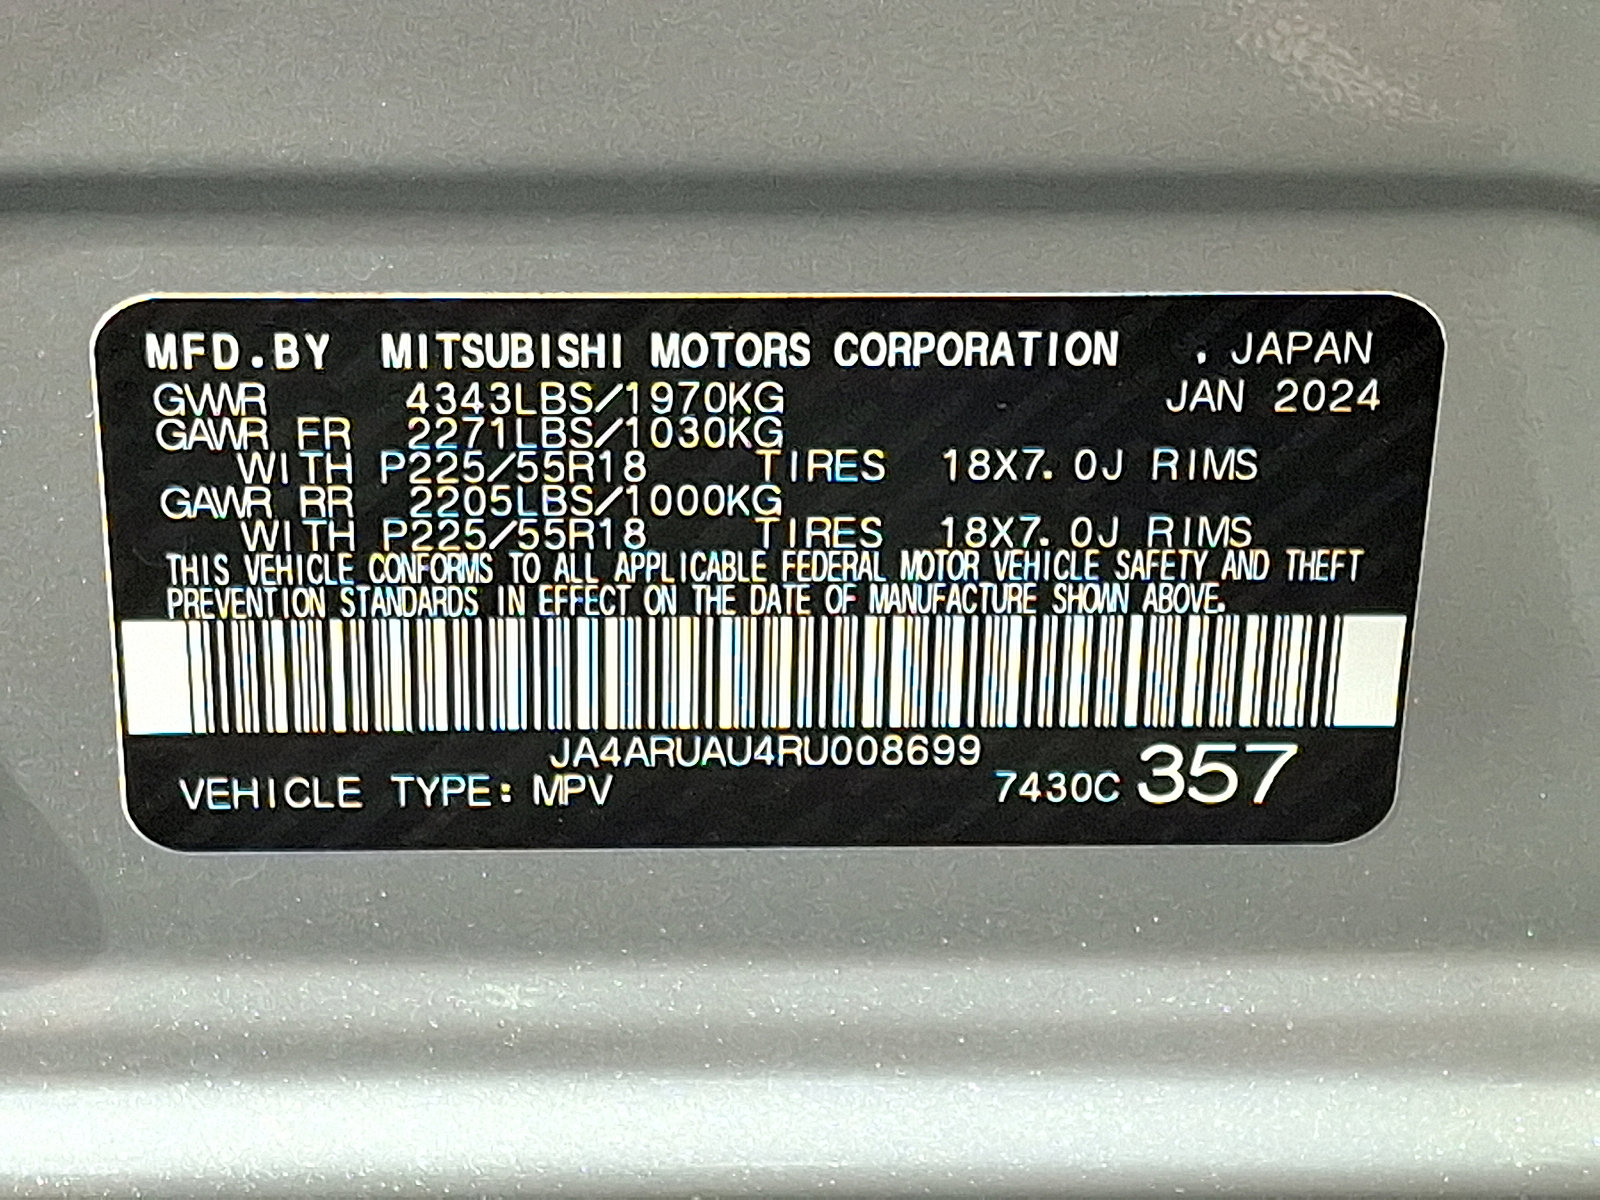 MFD.BY MITSUBISHI MOTORS CORPORATION , JAPAN
GVWR 4343LBS/1970KG JAN 2024
GAWR FR 2271LBS/1030KG
WITH P225/55R18 TIRES 18X7.0J RIMS
GAWR RR 2205LBS/1000KG
WITH P225/55R18 TIRES 18X7.0J RIMS
THIS VEHICLE CONFORMS TO ALL APPLICABLE FEDERAL MOTOR VEHICLE SAFETY AND THEFT
PREVENTION STANDARDS IN EFFECT ON THE DATE OF MANUFACTURE SHOWN ABOVE.
JA4ARUAU4RU008699
VEHICLE TYPE: MPV 7430C 357